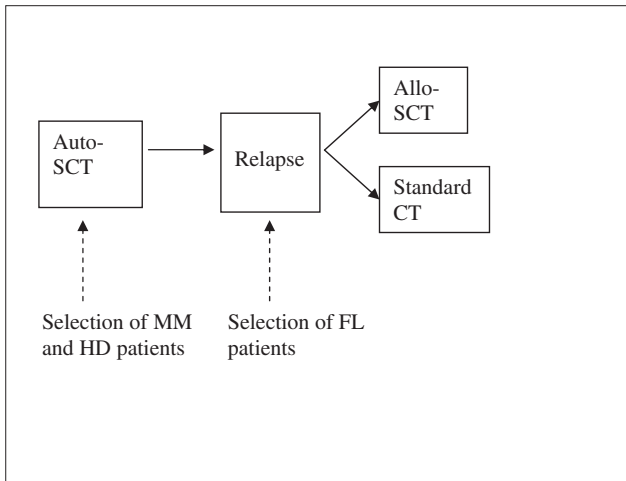 Auto-
SCT
Relapse
Allo-
SCT
Standard
CT
Selection of MM
and HD patients
Selection of FL
patients